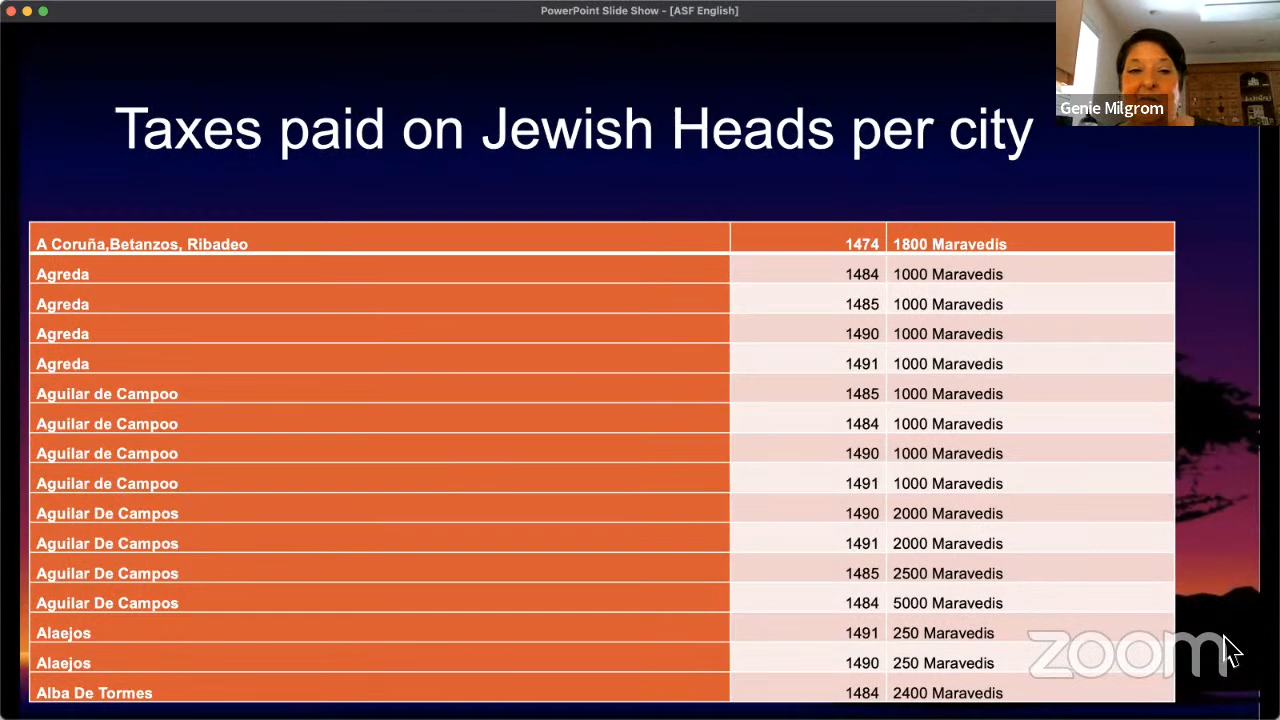 PowerPoint Slide Show - [ASF English]
Genie Milgrom
Taxes paid on Jewish Heads per city
A Coruña,Betanzos, Ribadeo 1474 1800 Maravedis
Agreda 1484 1000 Maravedis
Agreda 1485 1000 Maravedis
Agreda 1490 1000 Maravedis
Agreda 1491 1000 Maravedis
Aguilar de Campoo 1485 1000 Maravedis
Aguilar de Campoo 1484 1000 Maravedis
Aguilar de Campoo 1490 1000 Maravedis
Aguilar de Campoo 1491 1000 Maravedis
Aguilar De Campos 1490 2000 Maravedis
Aguilar De Campos 1491 2000 Maravedis
Aguilar De Campos 1485 2500 Maravedis
Aguilar De Campos 1484 5000 Maravedis
Alaejos 1491 250 Maravedis
Alaejos 1490 250 Maravedis
Alba De Tormes 1484 2400 Maravedis
zoom